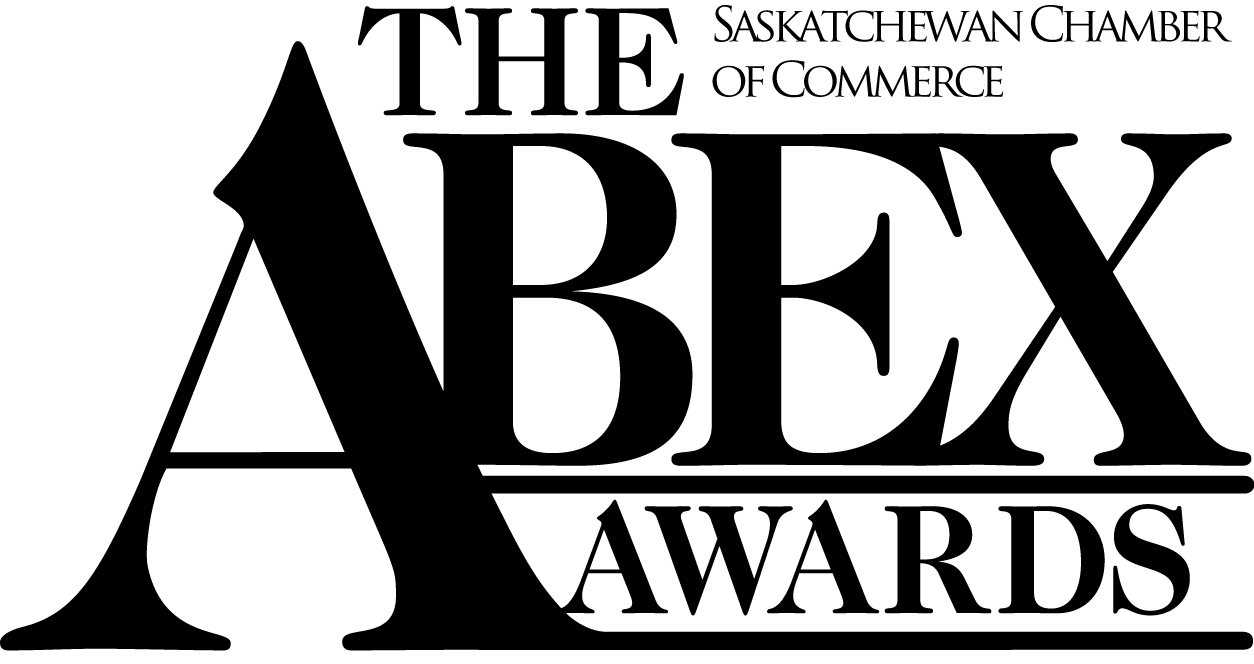 THE
SASKATCHEWAN CHAMBER
OF COMMERCE
ABEX
AWARDS